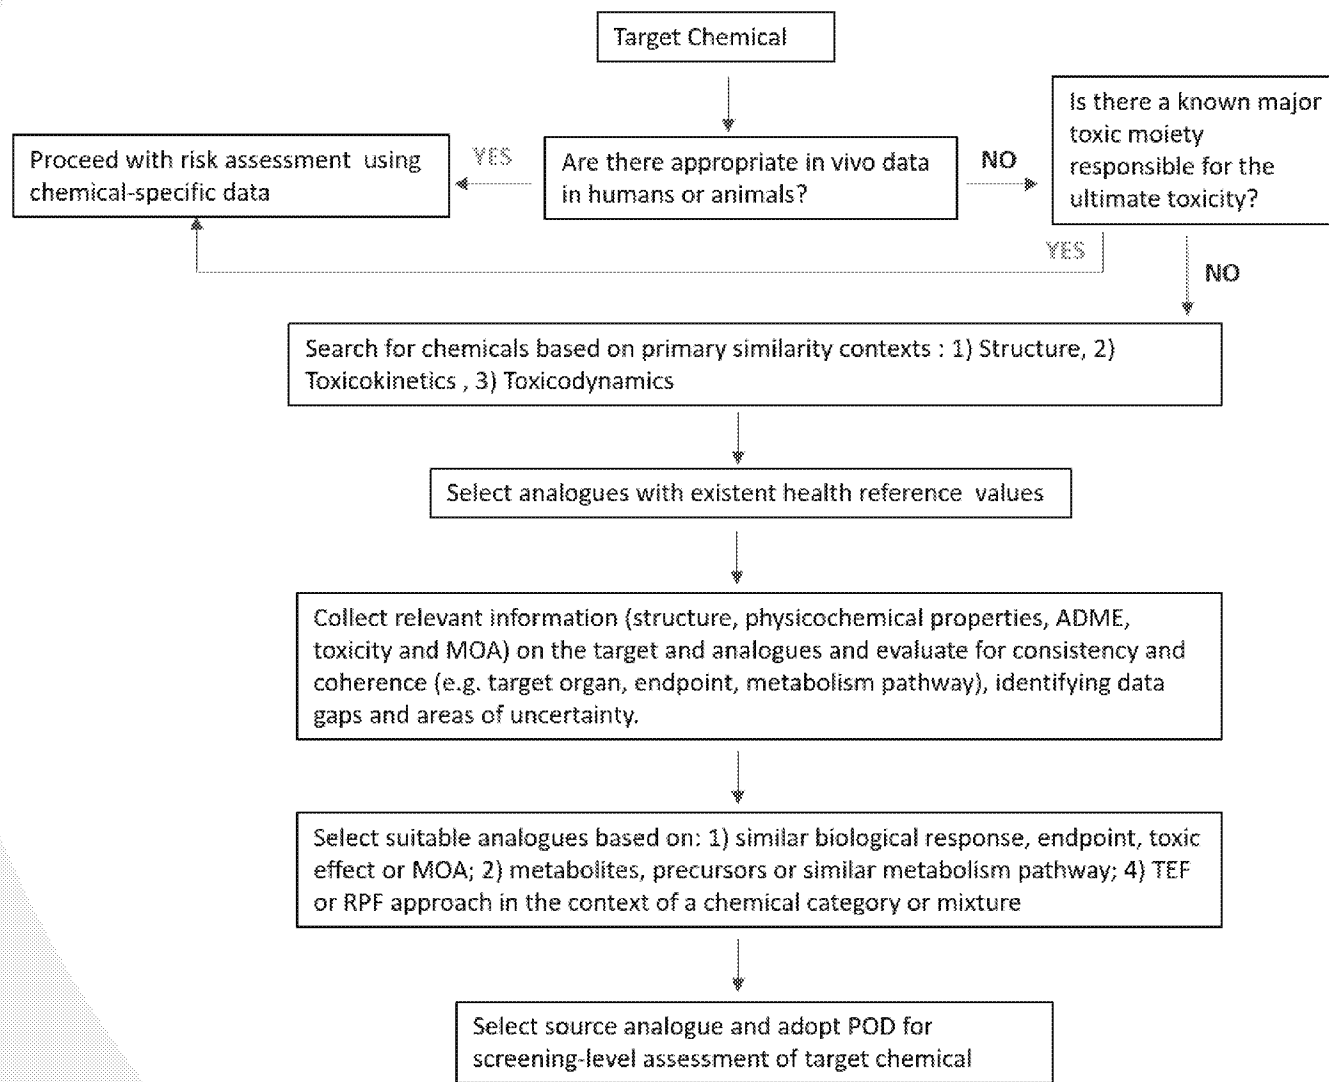 Target Chemical
Is there a known major
toxic moiety
responsible for the
ultimate toxicity?
Proceed with risk assessment using
chemical-specific data
YES
Are there appropriate in vivo data
in humans or animals?
NO
YES
NO
Search for chemicals based on primary similarity contexts : 1) Structure, 2)
Toxicokinetics , 3) Toxicodynamics
Select analogues with existent health reference values
Collect relevant information (structure, physicochemical properties, ADME,
toxicity and MOA) on the target and analogues and evaluate for consistency and
coherence (e.g. target organ, endpoint, metabolism pathway), identifying data
gaps and areas of uncertainty.
Select suitable analogues based on: 1) similar biological response, endpoint, toxic
effect or MOA; 2) metabolites, precursors or similar metabolism pathway; 4) TEF
or RPF approach in the context of a chemical category or mixture
Select source analogue and adopt POD for
screening-level assessment of target chemical